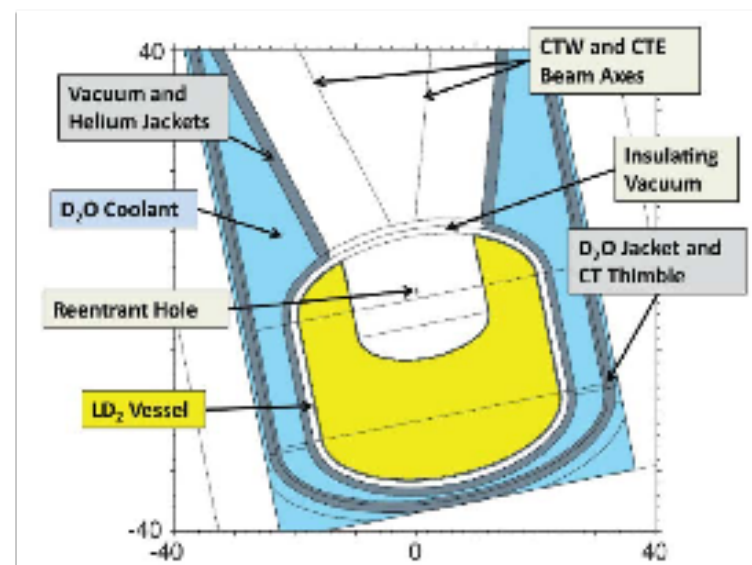 40
CTW and CTE
Beam Axes
Vacuum and
Helium Jackets
Insulating
Vacuum
D₂O Coolant
D₂O Jacket and
CT Thimble
Reentrant Hole
LD₂ Vessel
-40
-40
0
40